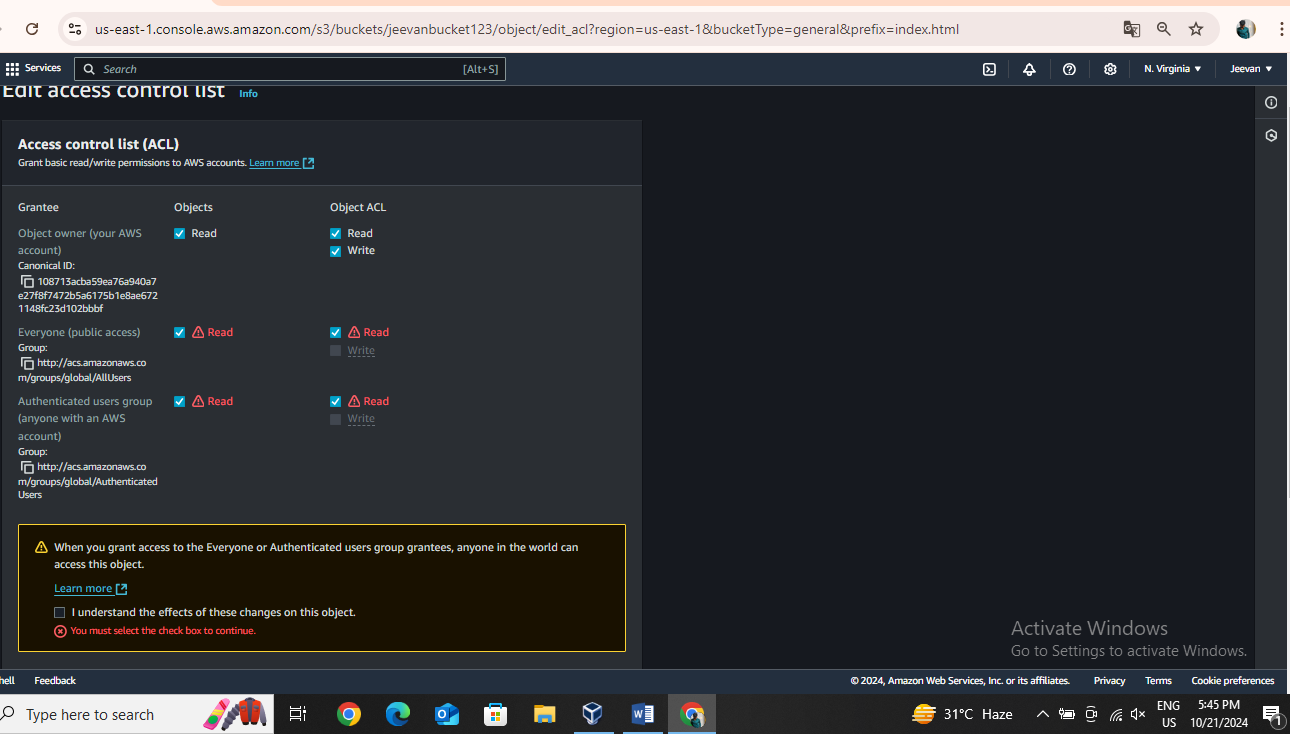 us-east-1.console.aws.amazon.com/s3/buckets/jeevanbucket123/object/edit_acl?region=us-east-1&bucketType=general&prefix=index.html
Services
Search
[Alt+S]
N. Virginia
Jeevan
Edit access control list Info
Access control list (ACL)
Grant basic read/write permissions to AWS accounts. Learn more
Grantee Objects Object ACL
Object owner (your AWS
account)
Canonical ID:
108713acba59ea76a940a7
e27f8f7472b5a6175b1e8ae672
1148fc23d102bbbf
Read
Read
Write
Everyone (public access)
Group:
http://acs.amazonaws.co
m/groups/global/AllUsers
Read
Read
Write
Authenticated users group
(anyone with an AWS
account)
Group:
http://acs.amazonaws.co
m/groups/global/Authenticated
Users
Read
Read
Write
When you grant access to the Everyone or Authenticated users group grantees, anyone in the world can
access this object.
Learn more
I understand the effects of these changes on this object.
You must select the check box to continue.
Activate Windows
Go to Settings to activate Windows.
hell Feedback
© 2024, Amazon Web Services, Inc. or its affiliates. Privacy Terms Cookie preferences
Type here to search
31°C Haze
ENG
US
5:45 PM
10/21/2024
1